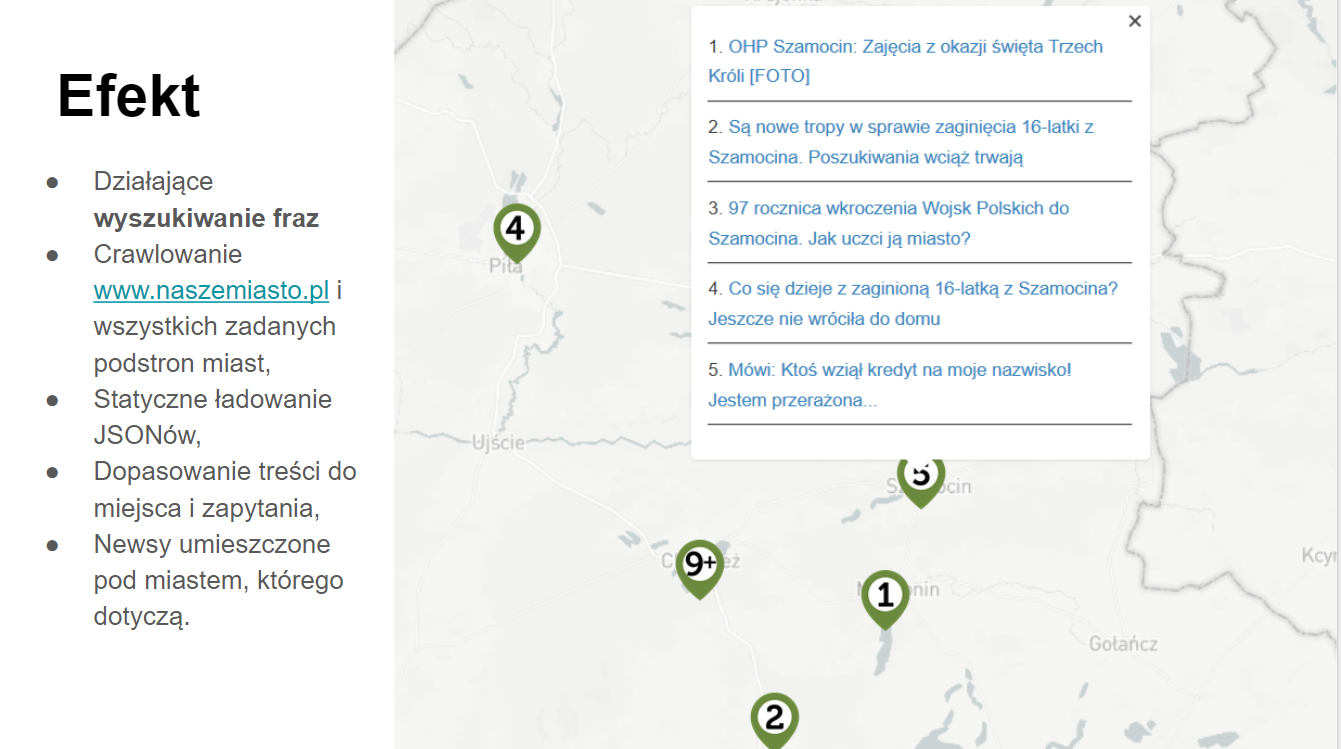 Efekt
● Działające
wyszukiwanie fraz
● Crawlowanie
www.naszemiasto.pl i
wszystkich zadanych
podstron miast,
● Statyczne ładowanie
JSONów,
● Dopasowanie treści do
miejsca i zapytania,
● Newsy umieszczone
pod miastem, którego
dotyczą.
×
1. OHP Szamocin: Zajęcia z okazji święta Trzech
Króli [FOTO]
2. Są nowe tropy w sprawie zaginięcia 16-latki z
Szamocina. Poszukiwania wciąż trwają
3. 97 rocznica wkroczenia Wojsk Polskich do
Szamocina. Jak uczci ją miasto?
4. Co się dzieje z zaginioną 16-latką z Szamocina?
Jeszcze nie wróciła do domu
5. Mówi: Ktoś wziął kredyt na moje nazwisko!
Jestem przerażona...
4
Piła
Ujście
5
9+
1
Gołańcz
2